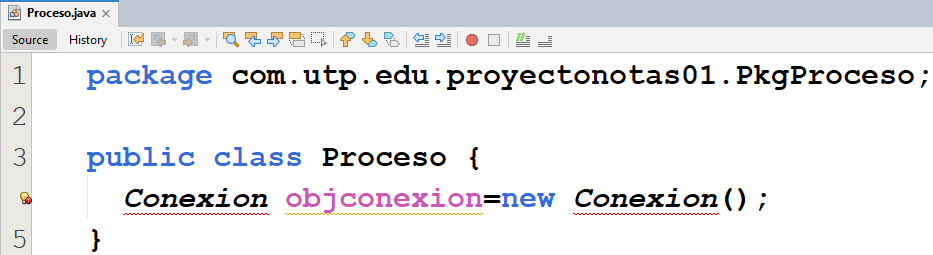 Proceso.java
Source History
1 package com.utp.edu.proyectonotas01.PkgProceso;
2
3 public class Proceso {
Conexion objconexion=new Conexion();
5 }